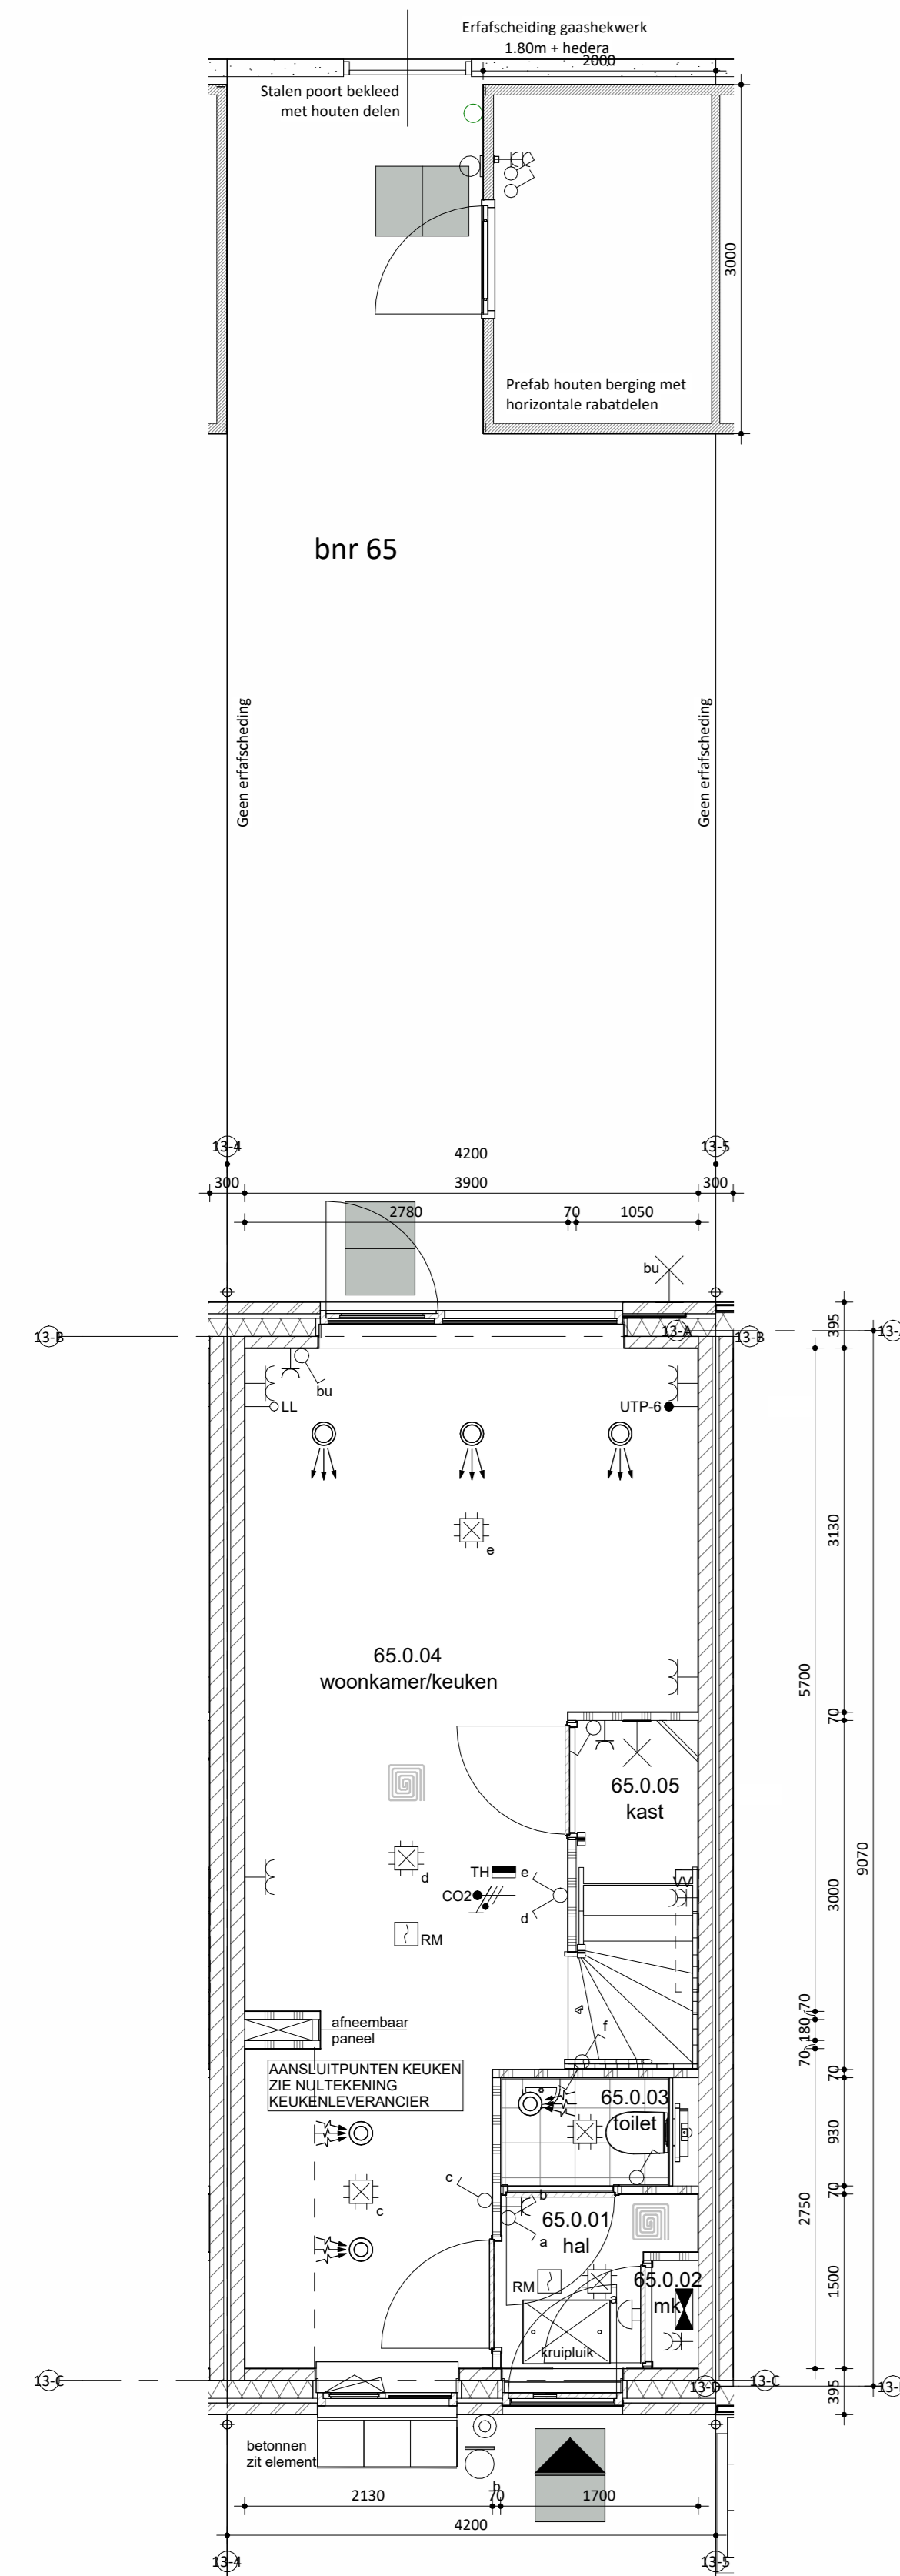 Erfafscheiding gaashekwerk
1.80m + hedera
2000
Stalen poort bekleed
met houten delen
3000
Prefab houten berging met
horizontale rabatdelen
bnr 65
Geen erfafscheding
Geen erfafscheding
13-4
13-5
4200
300
3900
300
2780
70
1050
bu
13-B
13-A
13-B
395
bu
LL
UTP-6
e
3130
65.0.04
woonkamer/keuken
5700
70
65.0.05
kast
9070
d
TH
e
CO2
d
VV
3000
RM
afneembaar
paneel
70
180
70
f
AANSLUITPUNTEN KEUKEN
ZIE NULTEKENING
KEUKENLEVERANCIER
70
65.0.03
toilet
930
c
c
b
a
65.0.01
hal
70
2750
RM
a
65.0.02
mk
1500
kruipluik
13-C
13-D
13-C
395
betonnen
zit element
b
2130
70
1700
4200
13-4
13-5